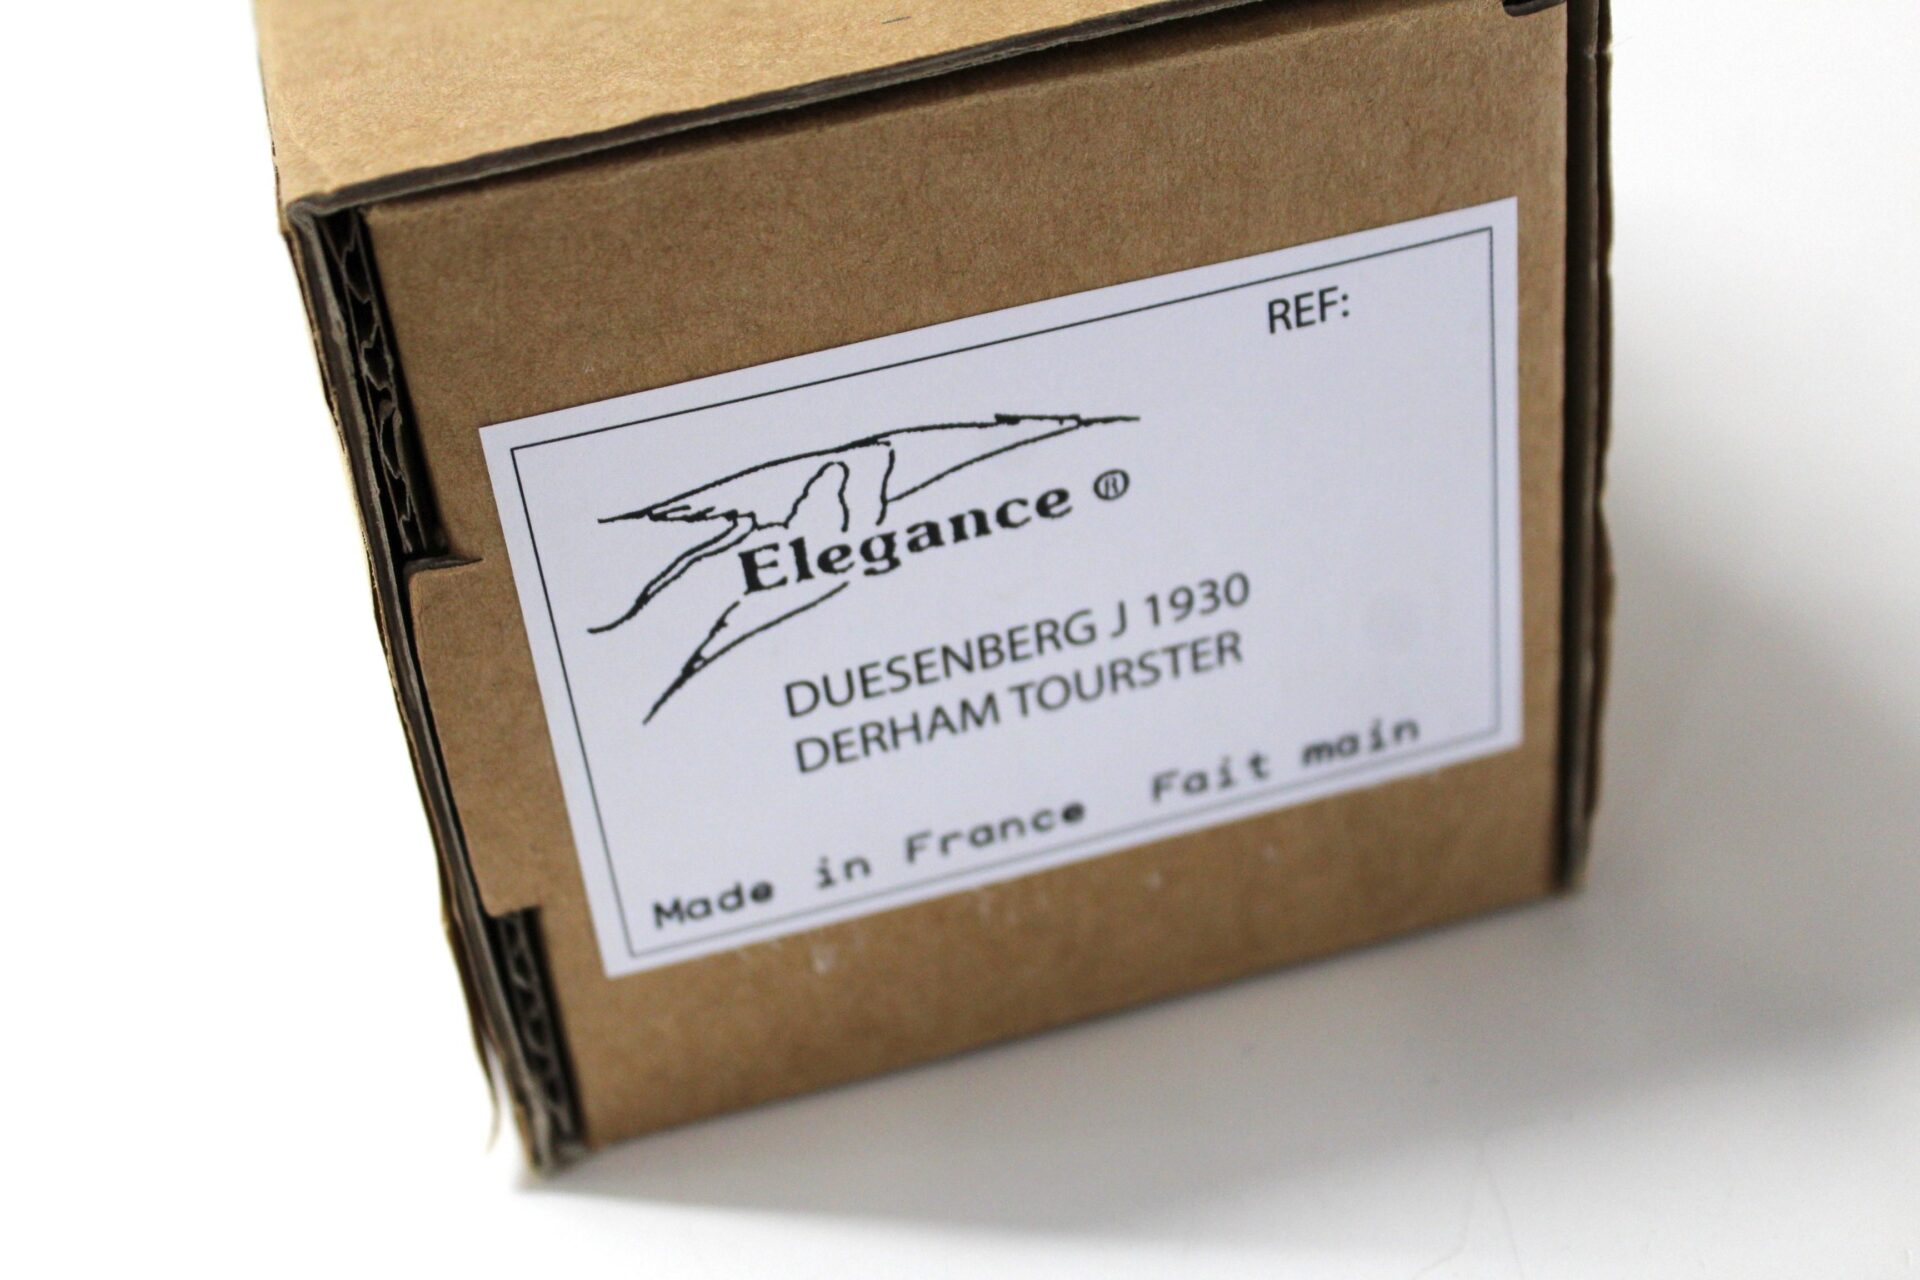 REF:
Elegance ®
DUESENBERG J 1930
DERHAM TOURSTER
Made in France Fait main